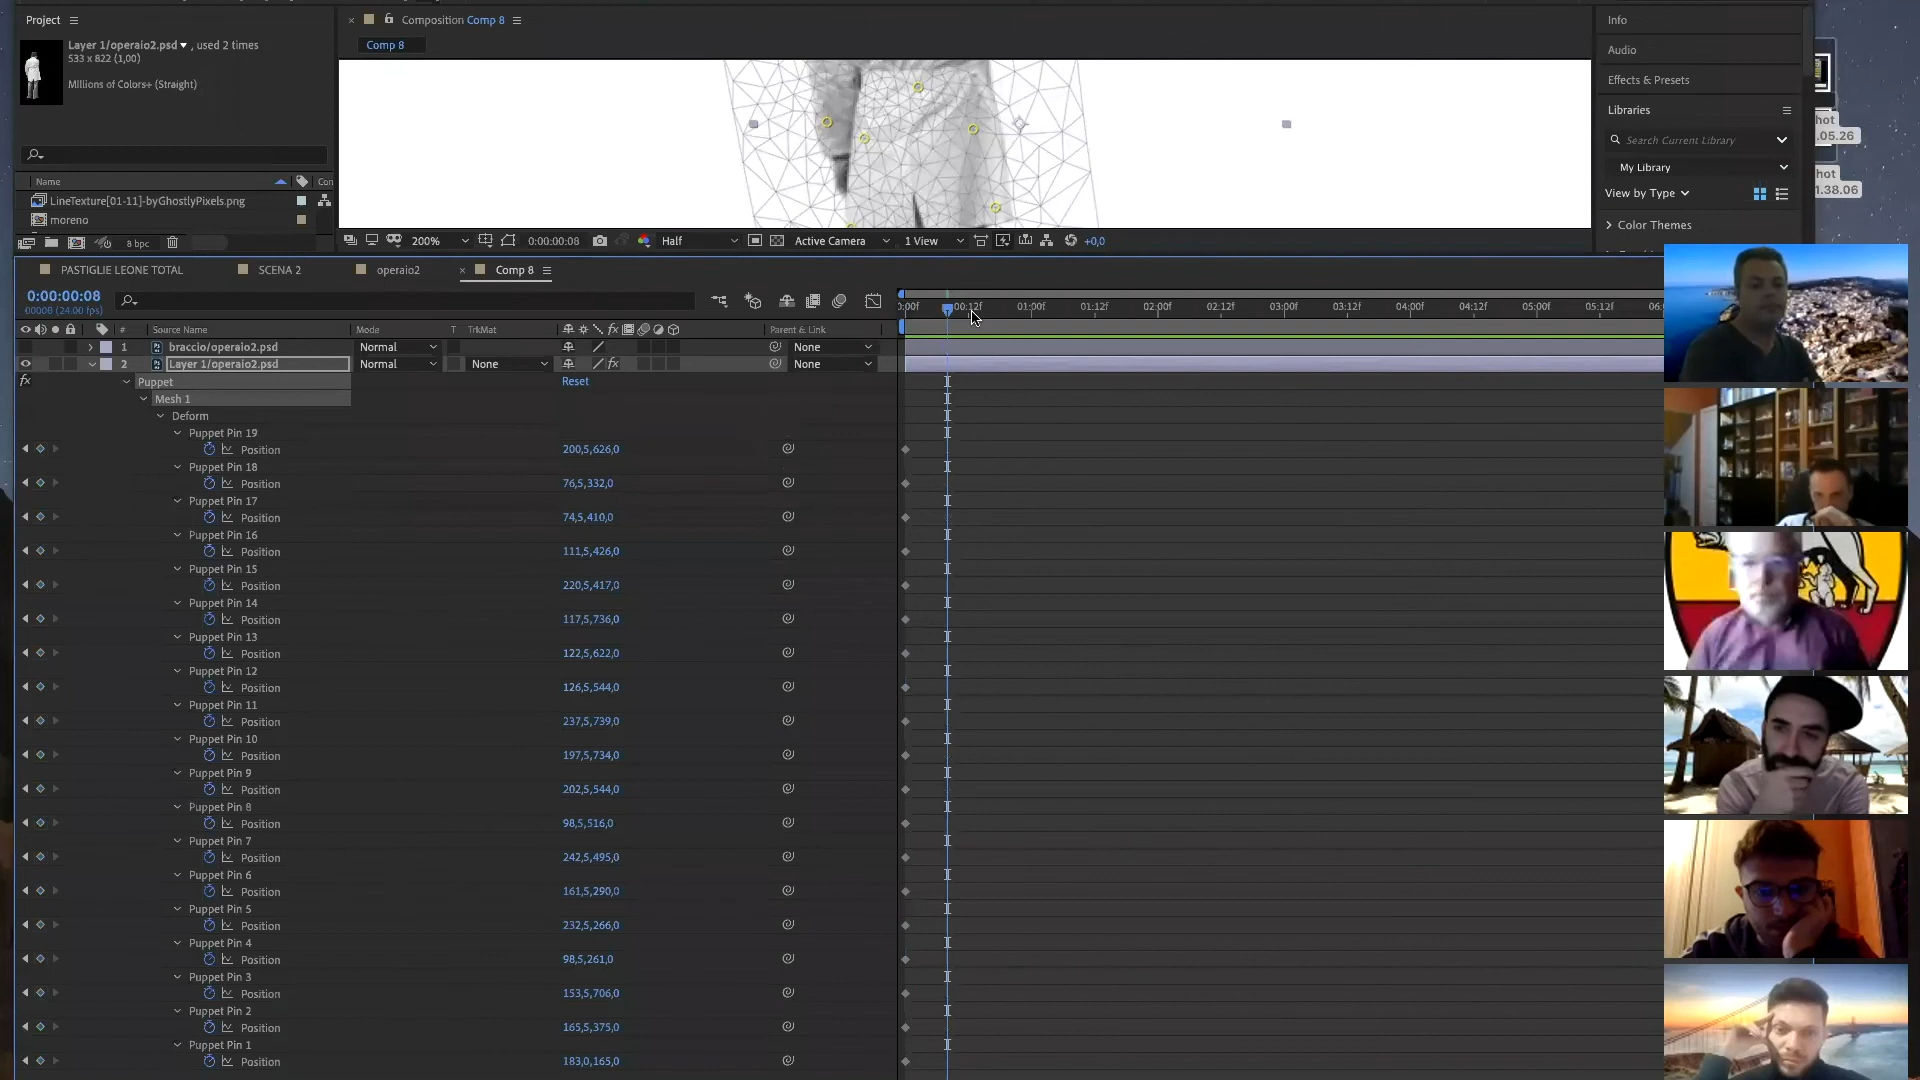 Project
Layer 1/operaio2.psd , used 2 times
533 x 822 (1,00)
Millions of Colors+ (Straight)
Name
Con
LineTexture[01-11]-byGhostlyPixels.png
moreno
8 bpc
Composition Comp 8
Comp 8
200%
0:00:00:08
Half
Active Camera
1 View
+0,0
Info
Audio
Effects & Presets
Libraries
Search Current Library
My Library
View by Type
Color Themes
hot
.05.26
hot
1.38.06
PASTIGLIE LEONE TOTAL
SCENA 2
operaio2
Comp 8
0:00:00:08
00008 (24.00 fps)
0:00f
00:12f
01:00f
01:12f
02:00f
02:12f
03:00f
03:12f
04:00f
04:12f
05:00f
05:12f
06:
#
Source Name
Mode
T
TrkMat
fx
Parent & Link
1
braccio/operaio2.psd
Normal
None
2
Layer 1/operaio2.psd
Normal
None
fx
None
fx
Puppet
Reset
Mesh 1
Deform
Puppet Pin 19
Position
200,5,626,0
Puppet Pin 18
Position
76,5,332,0
Puppet Pin 17
Position
74,5,410,0
Puppet Pin 16
Position
111,5,426,0
Puppet Pin 15
Position
220,5,417,0
Puppet Pin 14
Position
117,5,736,0
Puppet Pin 13
Position
122,5,622,0
Puppet Pin 12
Position
126,5,544,0
Puppet Pin 11
Position
237,5,739,0
Puppet Pin 10
Position
197,5,734,0
Puppet Pin 9
Position
202,5,544,0
Puppet Pin 8
Position
98,5,516,0
Puppet Pin 7
Position
242,5,495,0
Puppet Pin 6
Position
161,5,290,0
Puppet Pin 5
Position
232,5,266,0
Puppet Pin 4
Position
98,5,261,0
Puppet Pin 3
Position
153,5,706,0
Puppet Pin 2
Position
165,5,375,0
Puppet Pin 1
Position
183,0,165,0